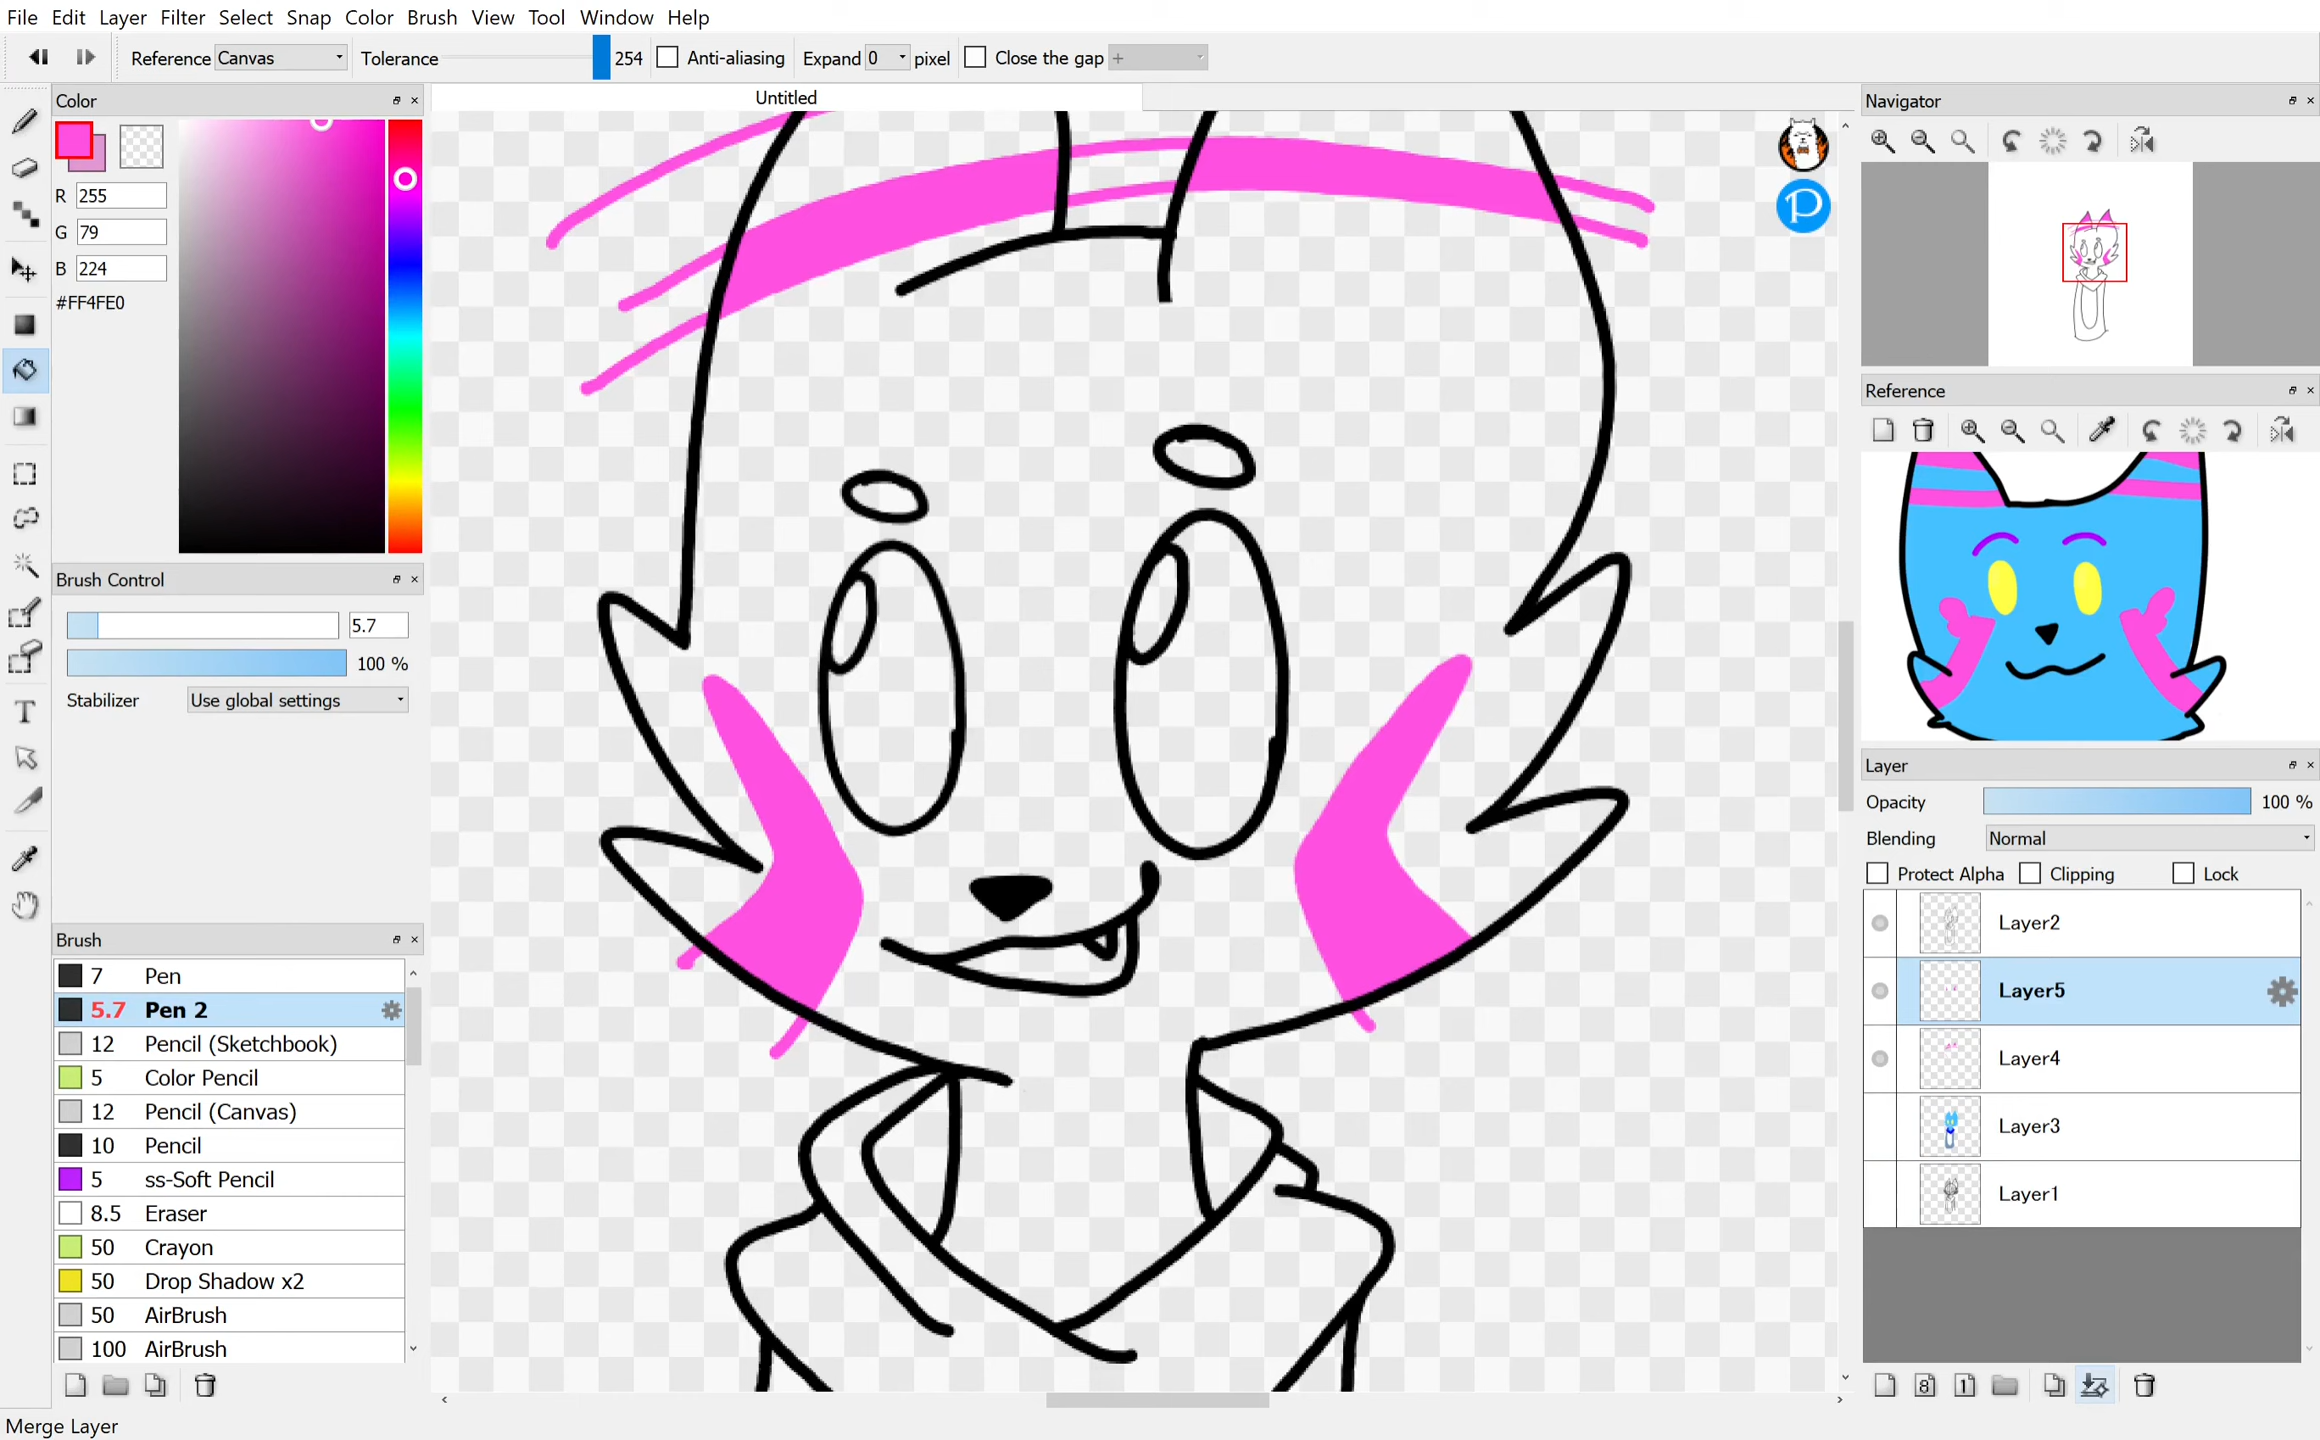 File Edit Layer Filter Select Snap Color Brush View Tool Window Help
Reference Canvas Tolerance 254 Anti-aliasing Expand 0 pixel Close the gap +
Color
Untitled
Navigator
R 255
G 79
B 224
#FF4FE0
Reference
Brush Control
5.7
100 %
Stabilizer Use global settings
Layer
Opacity 100 %
Blending Normal
Protect Alpha Clipping Lock
Layer2
Layer5
Layer4
Layer3
Layer1
Brush
7 Pen
5.7 Pen 2
12 Pencil (Sketchbook)
5 Color Pencil
12 Pencil (Canvas)
10 Pencil
5 ss-Soft Pencil
8.5 Eraser
50 Crayon
50 Drop Shadow x2
50 AirBrush
100 AirBrush
8 1
T
P
Merge Layer